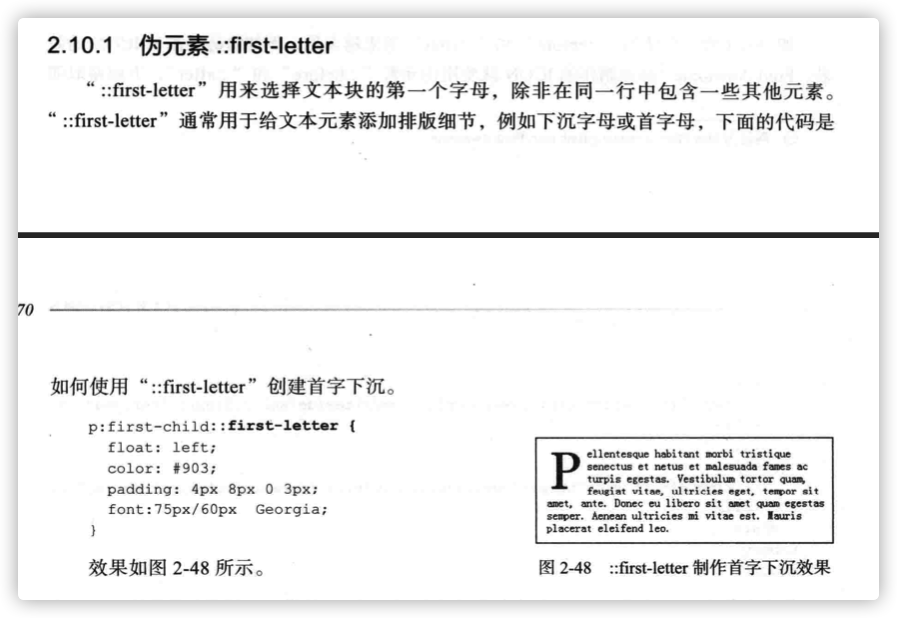 2.10.1 伪元素::first-letter
“::first-letter”用来选择文本块的第一个字母，除非在同一行中包含一些其他元素。
“::first-letter”通常用于给文本元素添加排版细节，例如下沉字母或首字母，下面的代码是
70
如何使用“::first-letter”创建首字下沉。
p:first-child::first-letter {
float: left;
color: #903;
padding: 4px 8px 0 3px;
font:75px/60px Georgia;
}
Pellentesque habitant morbi tristique
senectus et netus et malesuada fames ac
turpis egestas. Vestibulum tortor quam,
feugiat vitae, ultricies eget, tempor sit
amet, ante. Donec eu libero sit amet quam egestas
semper. Aenean ultricies mi vitae est. Mauris
placerat eleifend leo.
效果如图 2-48 所示。
图 2-48 ::first-letter 制作首字下沉效果